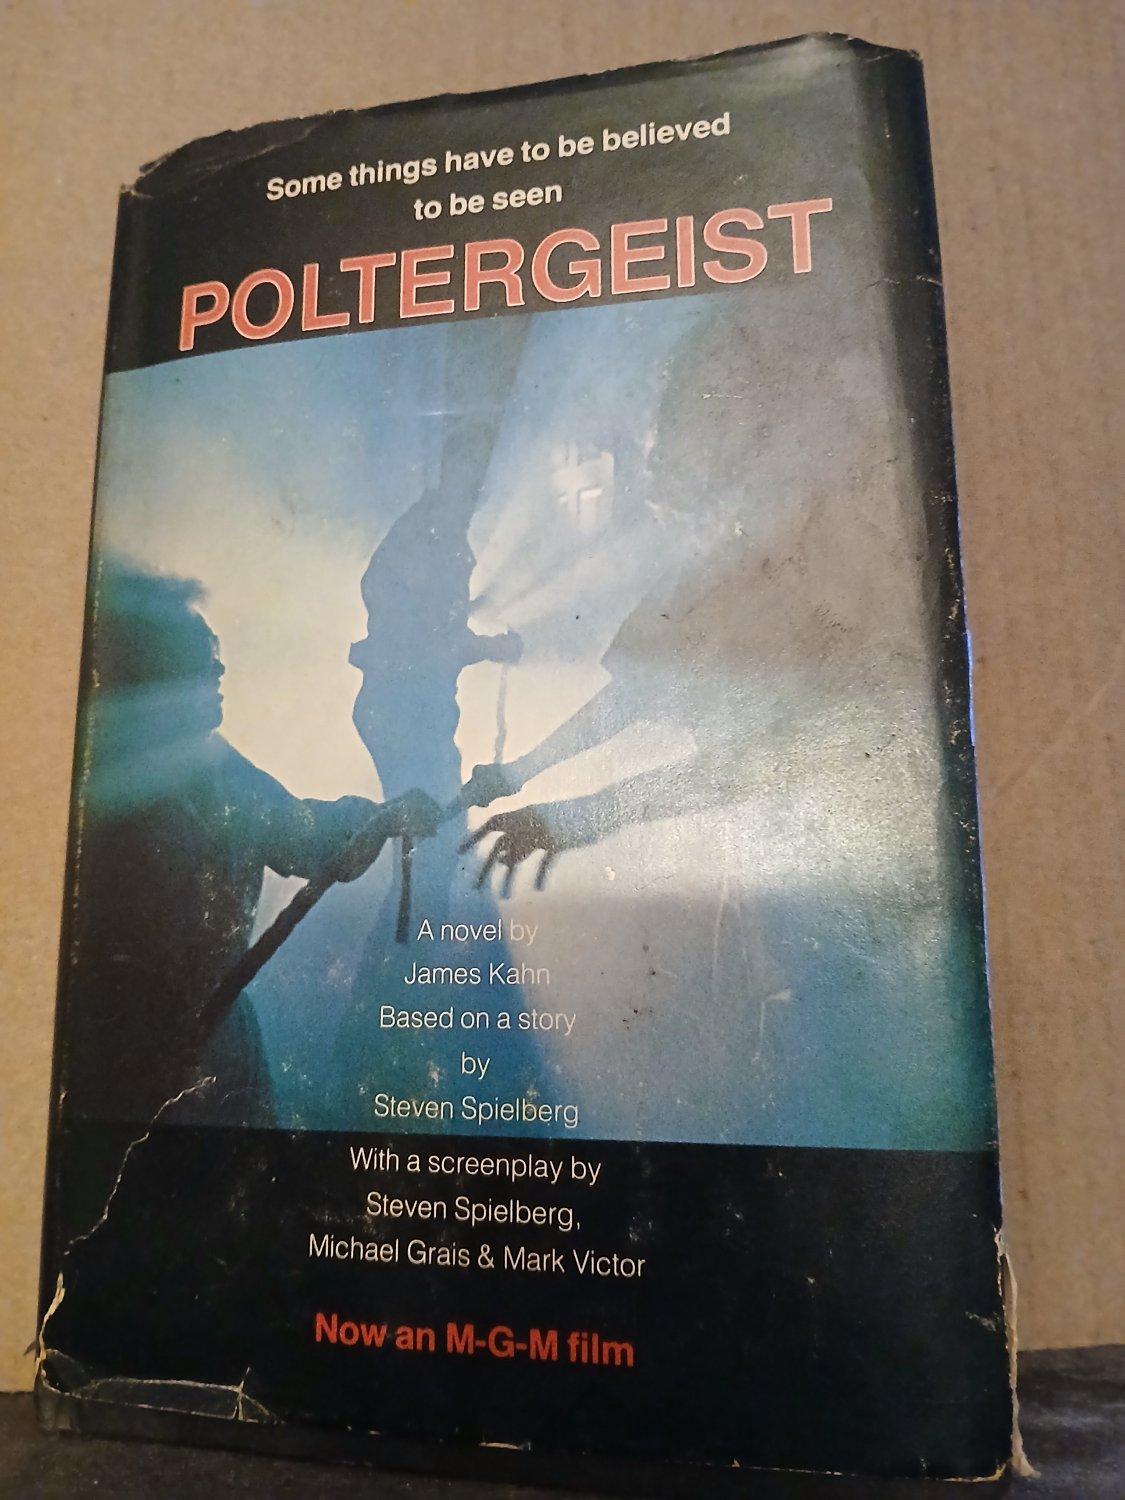 Some things have to be believed
to be seen
POLTERGEIST
A novel by
James Kahn
Based on a story
by
Steven Spielberg
With a screenplay by
Steven Spielberg,
Michael Grais & Mark Victor
Now an M-G-M film